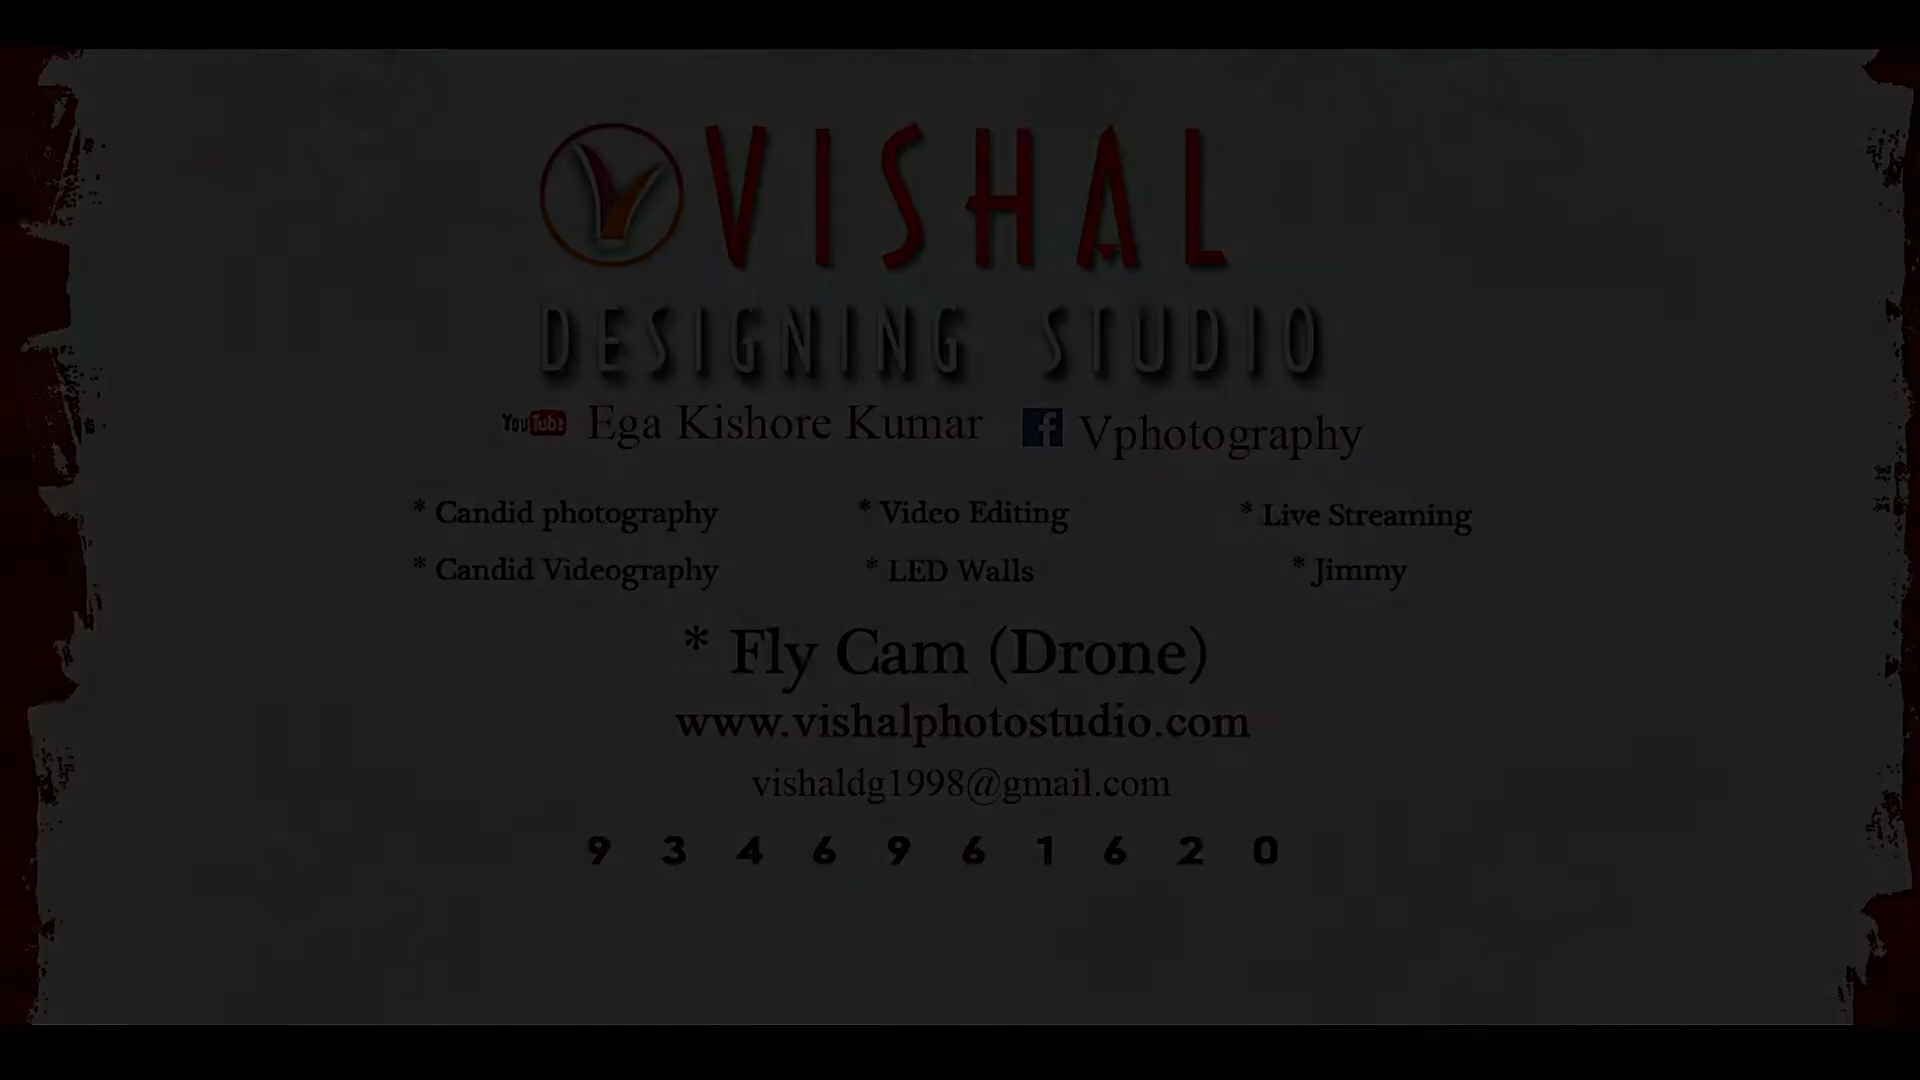 VISHAL
DESIGNING STUDIO
YouTube Ega Kishore Kumar f Vphotography
* Candid photography * Video Editing * Live Streaming
* Candid Videography * LED Walls * Jimmy
* Fly Cam (Drone)
www.vishalphotostudio.com
vishaldg1998@gmail.com
9 3 4 6 9 6 1 6 2 0